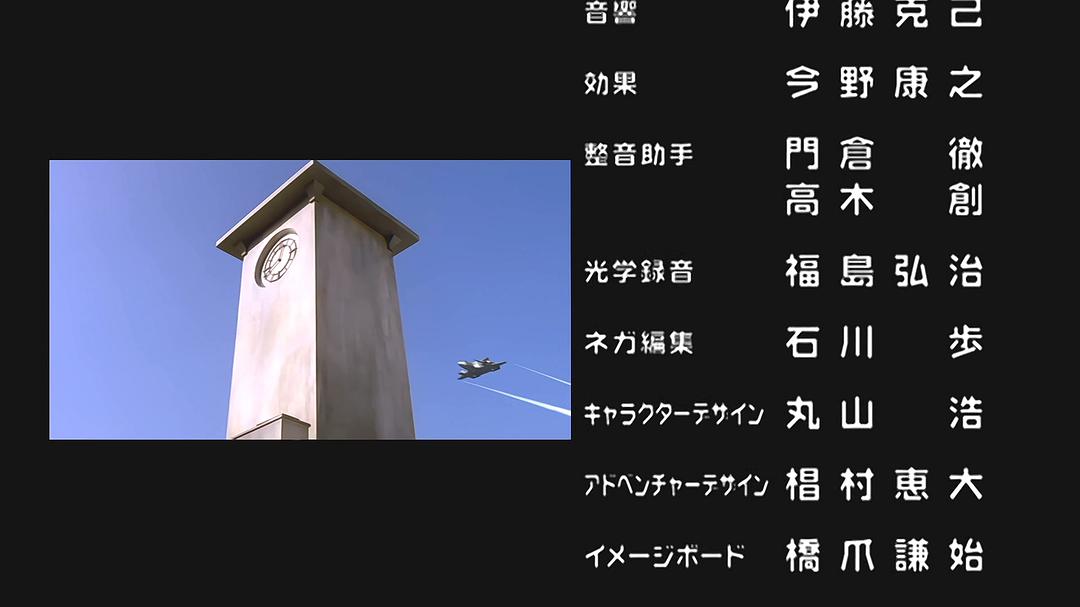 音響 伊藤克己
効果 今野康之
整音助手 門倉 徹
高木 創
光学録音 福島弘治
ネガ編集 石川 歩
キャラクターデザイン 丸山 浩
アドベンチャーデザイン 椙村恵大
イメージボード 橋爪謙始